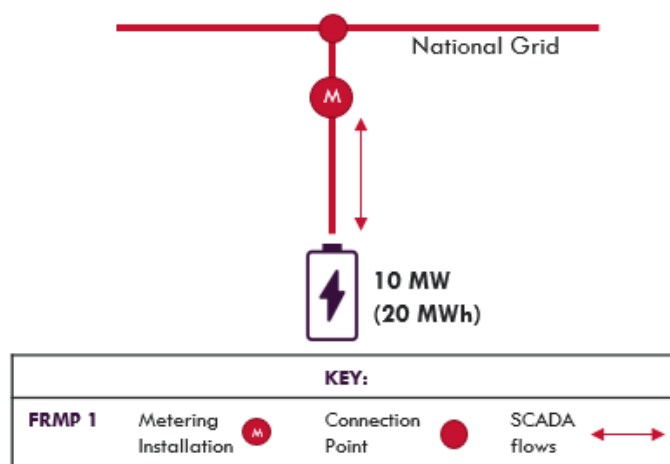 National Grid
M
10 MW
(20 MWh)
KEY:
FRMP 1 Metering Installation M Connection Point SCADA flows